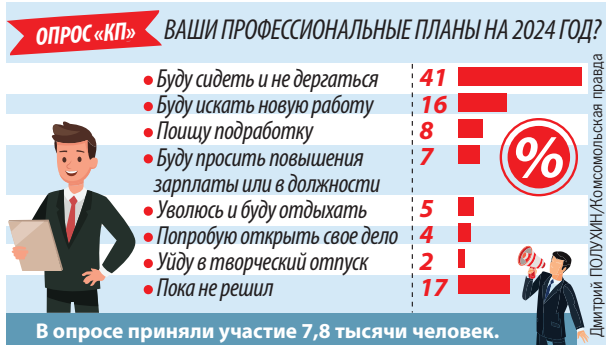 ОПРОС «КП»
ВАШИ ПРОФЕССИОНАЛЬНЫЕ ПЛАНЫ НА 2024 ГОД?
• Буду сидеть и не дергаться 41
• Буду искать новую работу 16
• Поищу подработку 8
• Буду просить повышения 7
зарплаты или в должности
• Уволюсь и буду отдыхать 5
• Попробую открыть свое дело 4
• Уйду в творческий отпуск 2
• Пока не решил 17
%
В опросе приняли участие 7,8 тысячи человек.
Дмитрий ПОЛУХИН/Комсомольская правда